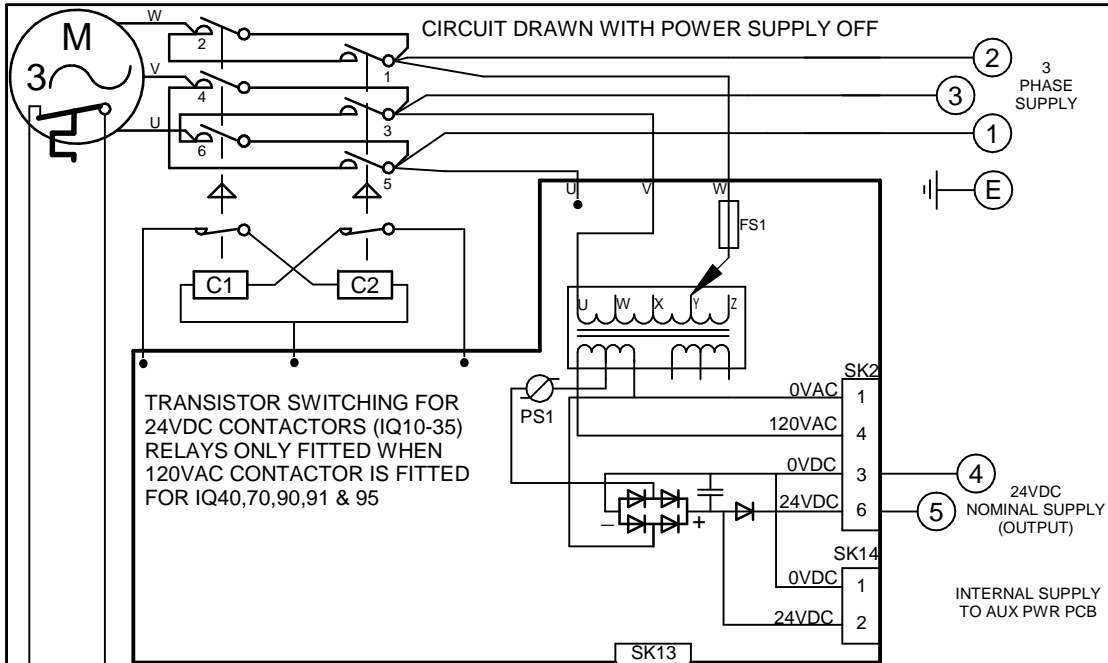 W
CIRCUIT DRAWN WITH POWER SUPPLY OFF
M
3
2
1
2
3 PHASE SUPPLY
V
4
3
3
U
6
5
1
U
V
W
E
FS1
C1
C2
U
W
X
Y
Z
PS1
SK2
TRANSISTOR SWITCHING FOR
24VDC CONTACTORS (IQ10-35)
RELAYS ONLY FITTED WHEN
120VAC CONTACTOR IS FITTED
FOR IQ40,70,90,91 & 95
0VAC
1
120VAC
4
0VDC
3
4
24VDC
6
5
24VDC
NOMINAL SUPPLY
(OUTPUT)
–
+
SK14
0VDC
1
24VDC
2
INTERNAL SUPPLY
TO AUX PWR PCB
SK13